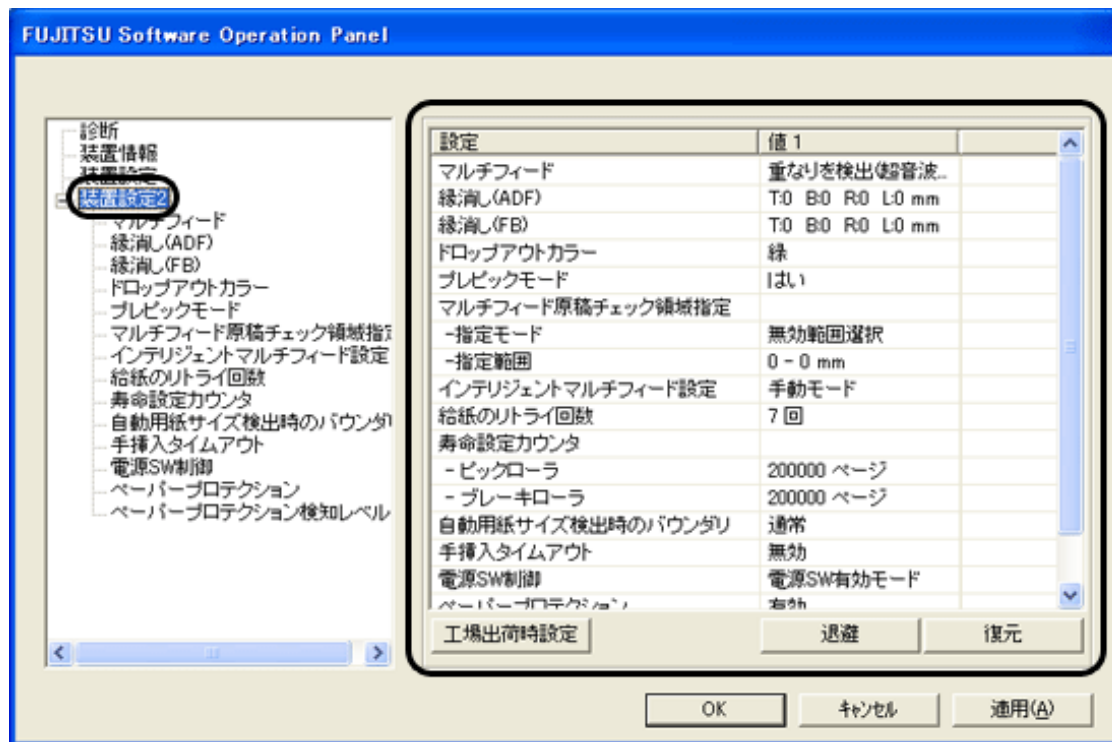 FUJITSU Software Operation Panel
診断
装置情報
装置設定
装置設定2
マルチフィード
縁消し(ADF)
縁消し(FB)
ドロップアウトカラー
プレピックモード
マルチフィード原稿チェック領域指定
インテリジェントマルチフィード設定
給紙のリトライ回数
寿命設定カウンタ
自動用紙サイズ検出時のバウンダリ
手挿入タイムアウト
電源SW制御
ペーパープロテクション
ペーパープロテクション検知レベル
設定 値 1
マルチフィード 重なりを検出(超音波...
縁消し(ADF) T:0 B:0 R:0 L:0 mm
縁消し(FB) T:0 B:0 R:0 L:0 mm
ドロップアウトカラー 緑
プレピックモード はい
マルチフィード原稿チェック領域指定
-指定モード 無効範囲選択
-指定範囲 0 - 0 mm
インテリジェントマルチフィード設定 手動モード
給紙のリトライ回数 7 回
寿命設定カウンタ
- ピックローラ 200000 ページ
- ブレーキローラ 200000 ページ
自動用紙サイズ検出時のバウンダリ 通常
手挿入タイムアウト 無効
電源SW制御 電源SW有効モード
ペーパープロテクション 有効
工場出荷時設定 退避 復元
OK キャンセル 適用(A)